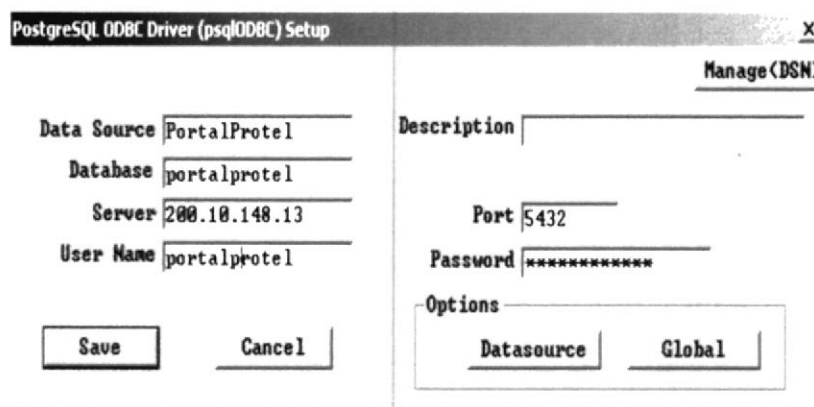 PostgreSQL ODBC Driver (psqlODBC) Setup X
Manage(DSN)
Data Source PortalProtel Description
Database portalprotel
Server 200.10.148.13 Port 5432
User Name portalprotel Password ************
Options
Save Cancel Datasource Global